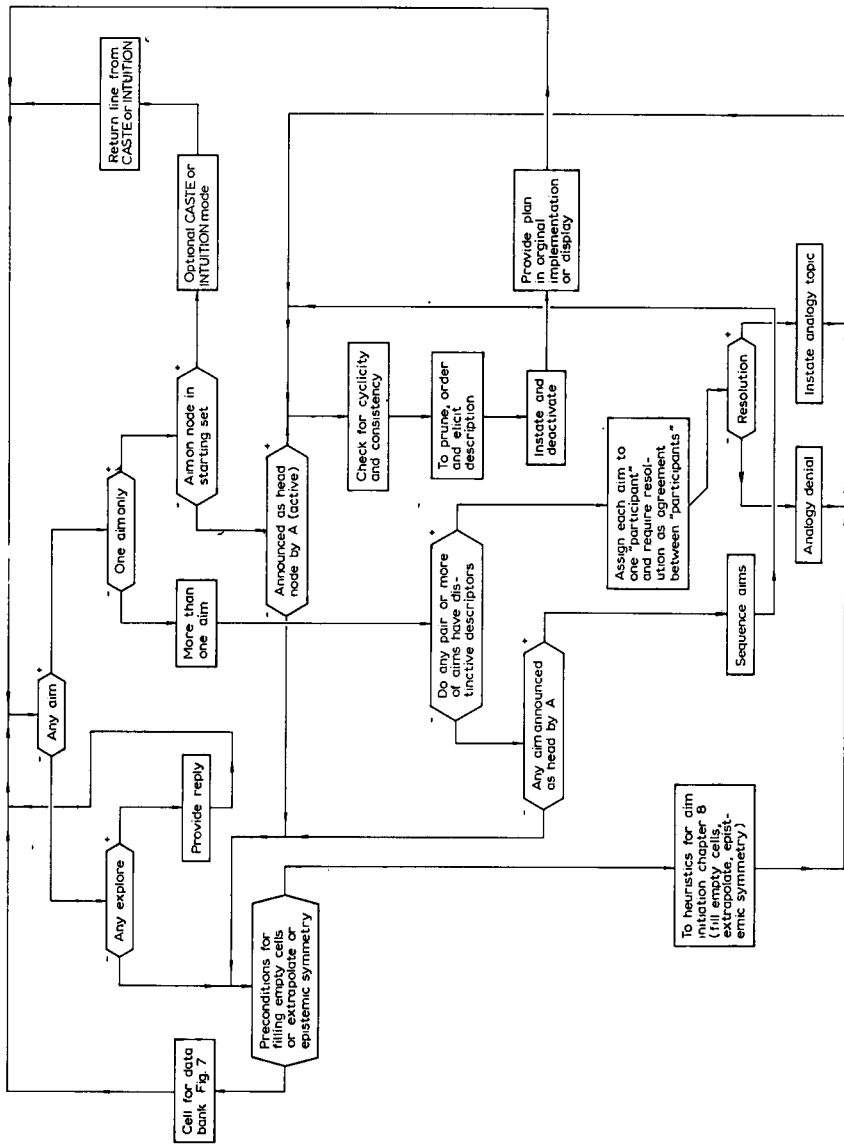 Return line from
CASTE or INTUITION
Optional CASTE or
INTUITION mode
+
Aim on node in
starting set
-
+
One aim only
-
+
Any aim
-
More than
one aim
+
Announced as head
node by A (active)
-
Check for cyclicity
and consistency
To prune, order
and elicit
description
Instate and
deactivate
Provide plan
in orginal
implementation
or display
Provide reply
+
Any explore
-
+
Do any pair or more
of aims have dis-
tinctive descriptors
-
Assign each aim to
one "participant"
and require resol-
ution as agreement
between "participants"
+
Resolution
-
Instate analogy topic
Analogy denial
+
Any aim announced
as head by A
-
Sequence aims
+
Preconditions for
filling empty cells
or extrapolate or
epistemic symmetry
-
Cell for data
bank Fig. 7
To heuristics for aim
initiation chapter 8
(fill empty cells,
extrapolate, epist-
emic symmetry)